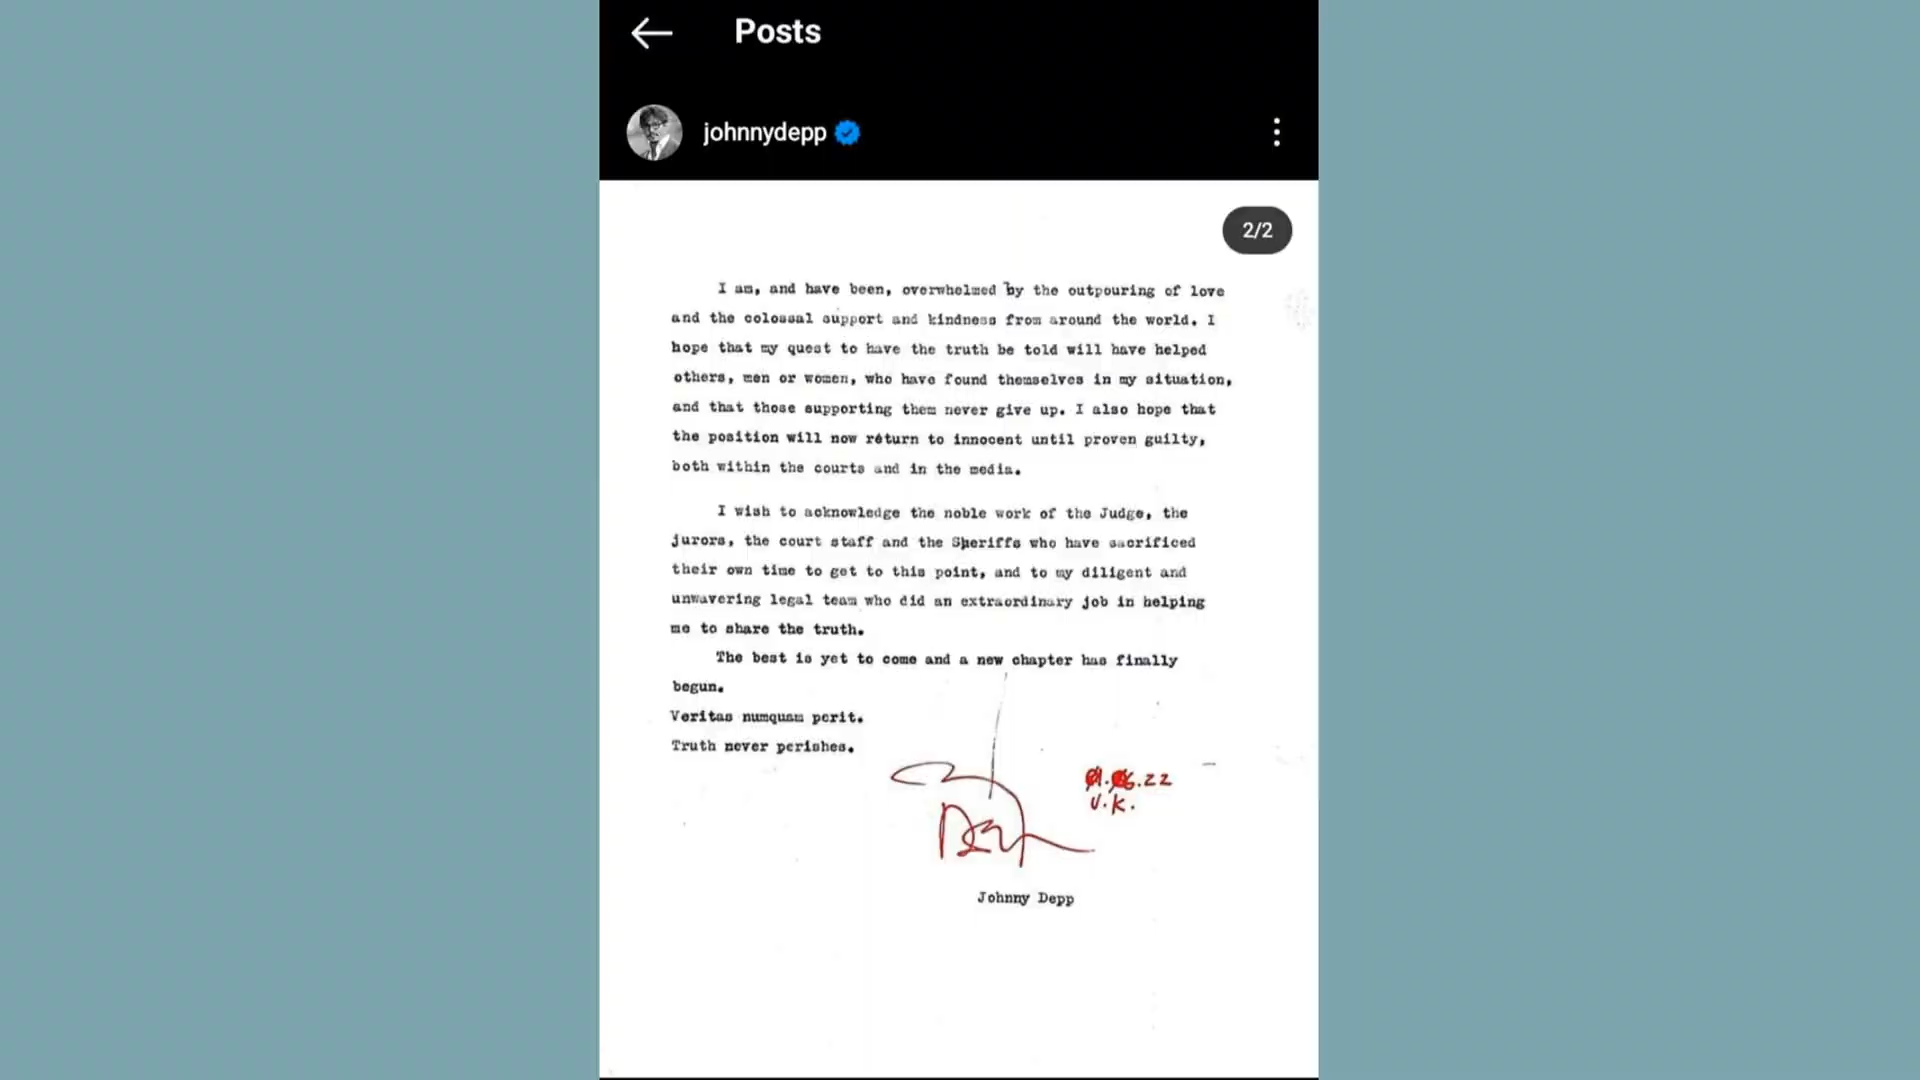 Posts
johnnydepp
2/2
I am, and have been, overwhelmed by the outpouring of love
and the colossal support and kindness from around the world. I
hope that my quest to have the truth be told will have helped
others, men or women, who have found themselves in my situation,
and that those supporting them never give up. I also hope that
the position will now return to innocent until proven guilty,
both within the courts and in the media.
I wish to acknowledge the noble work of the Judge, the
jurors, the court staff and the Sheriffs who have sacrificed
their own time to get to this point, and to my diligent and
unwavering legal team who did an extraordinary job in helping
me to share the truth.
The best is yet to come and a new chapter has finally
begun.
Veritas numquam perit.
Truth never perishes.
01.06.22
U.K.
Johnny Depp